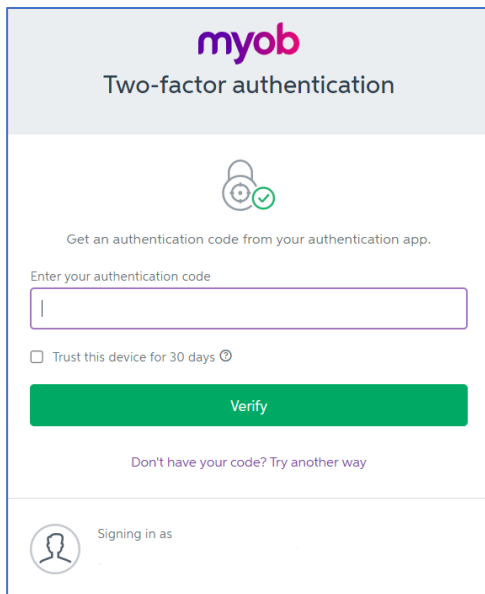 myob
Two-factor authentication
Get an authentication code from your authentication app.
Enter your authentication code
Trust this device for 30 days
Verify
Don't have your code? Try another way
Signing in as